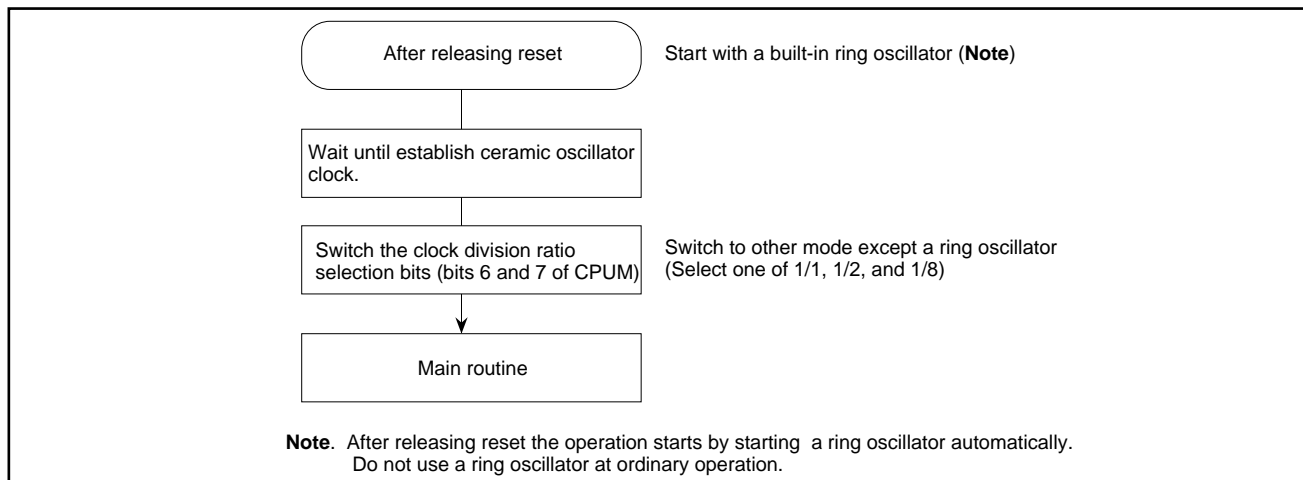 After releasing reset
Start with a built-in ring oscillator (Note)
Wait until establish ceramic oscillator
clock.
Switch the clock division ratio
selection bits (bits 6 and 7 of CPUM)
Switch to other mode except a ring oscillator
(Select one of 1/1, 1/2, and 1/8)
Main routine
Note. After releasing reset the operation starts by starting a ring oscillator automatically.
Do not use a ring oscillator at ordinary operation.